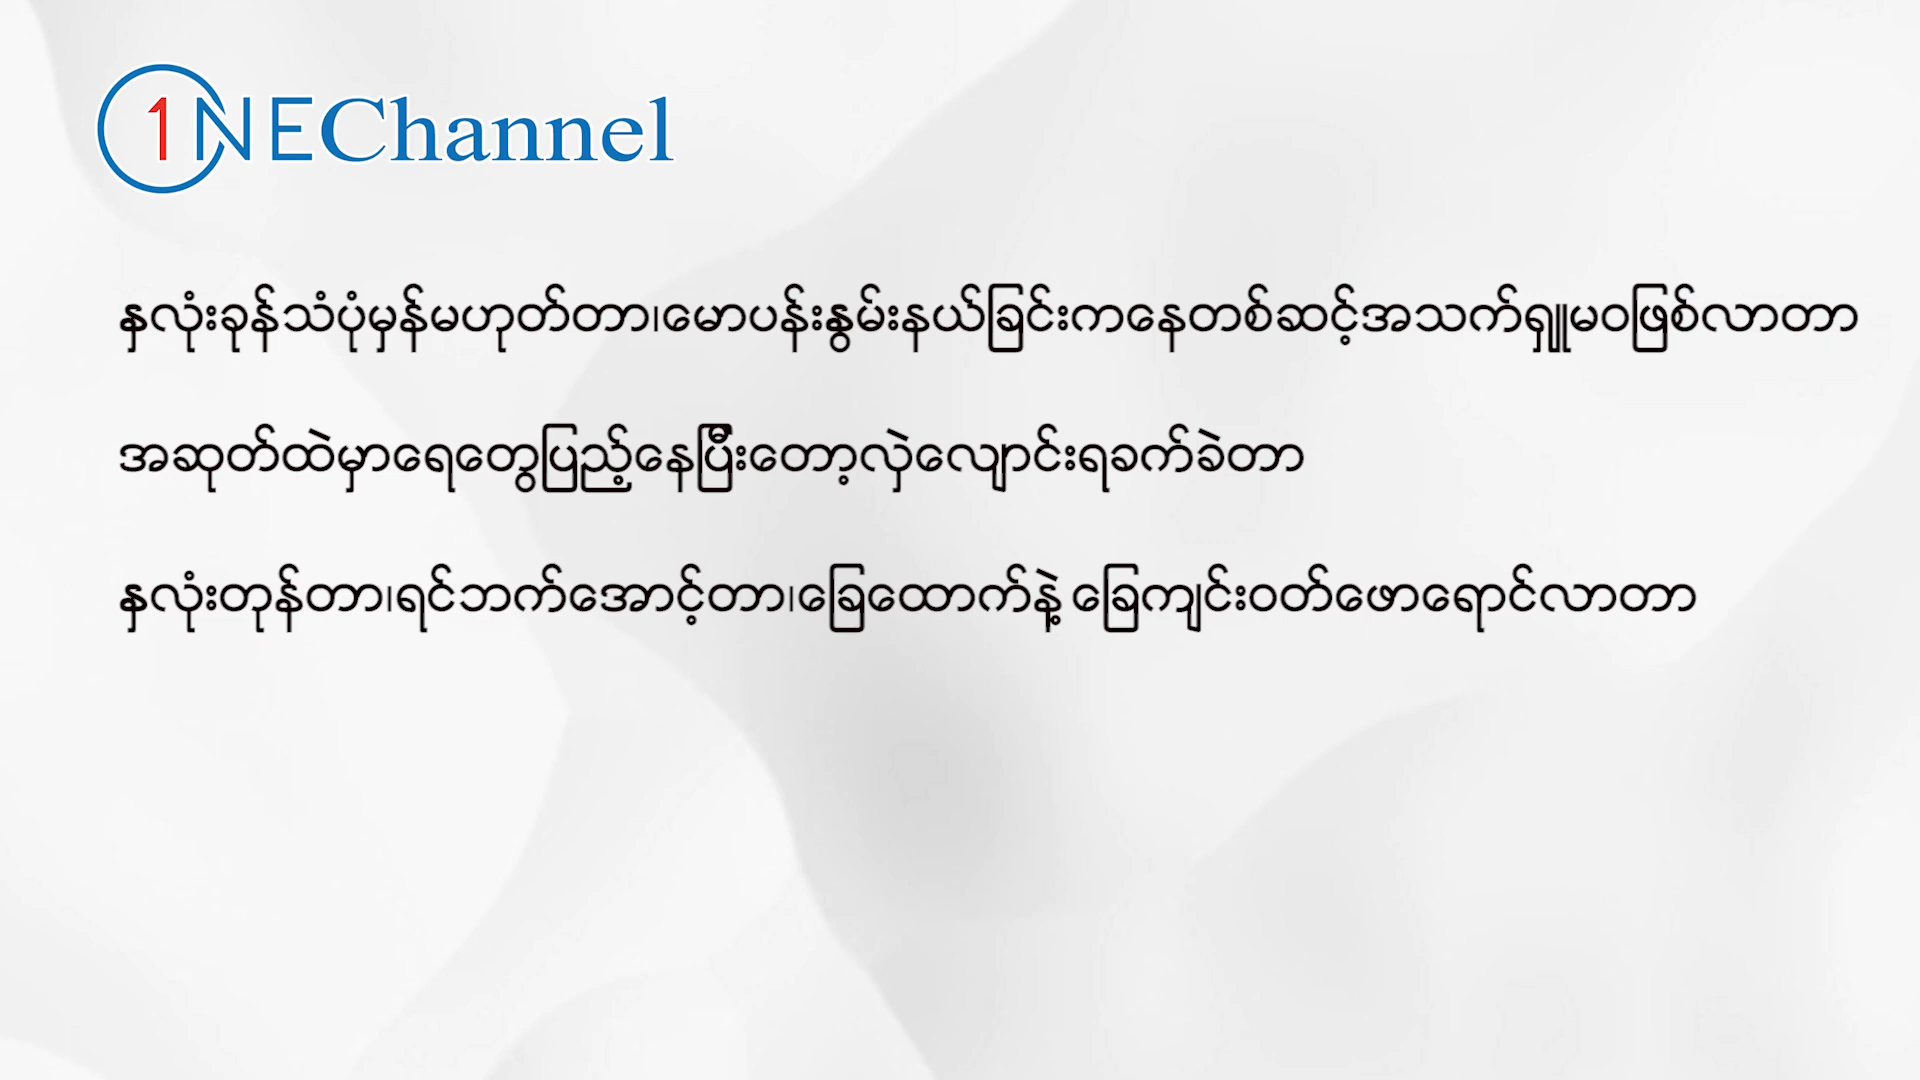 1NEChannel
နှလုံးခုန်သံပုံမှန်မဟုတ်တာ၊မောပန်းနွမ်းနယ်ခြင်းကနေတစ်ဆင့်အသက်ရှူမဝဖြစ်လာတာ
အဆုတ်ထဲမှာရေတွေပြည့်နေပြီးတော့လှဲလျောင်းရခက်ခဲတာ
နှလုံးတုန်တာ၊ရင်ဘက်အောင့်တာ၊ခြေထောက်နဲ့ ခြေကျင်းဝတ်ဖောရောင်လာတာ